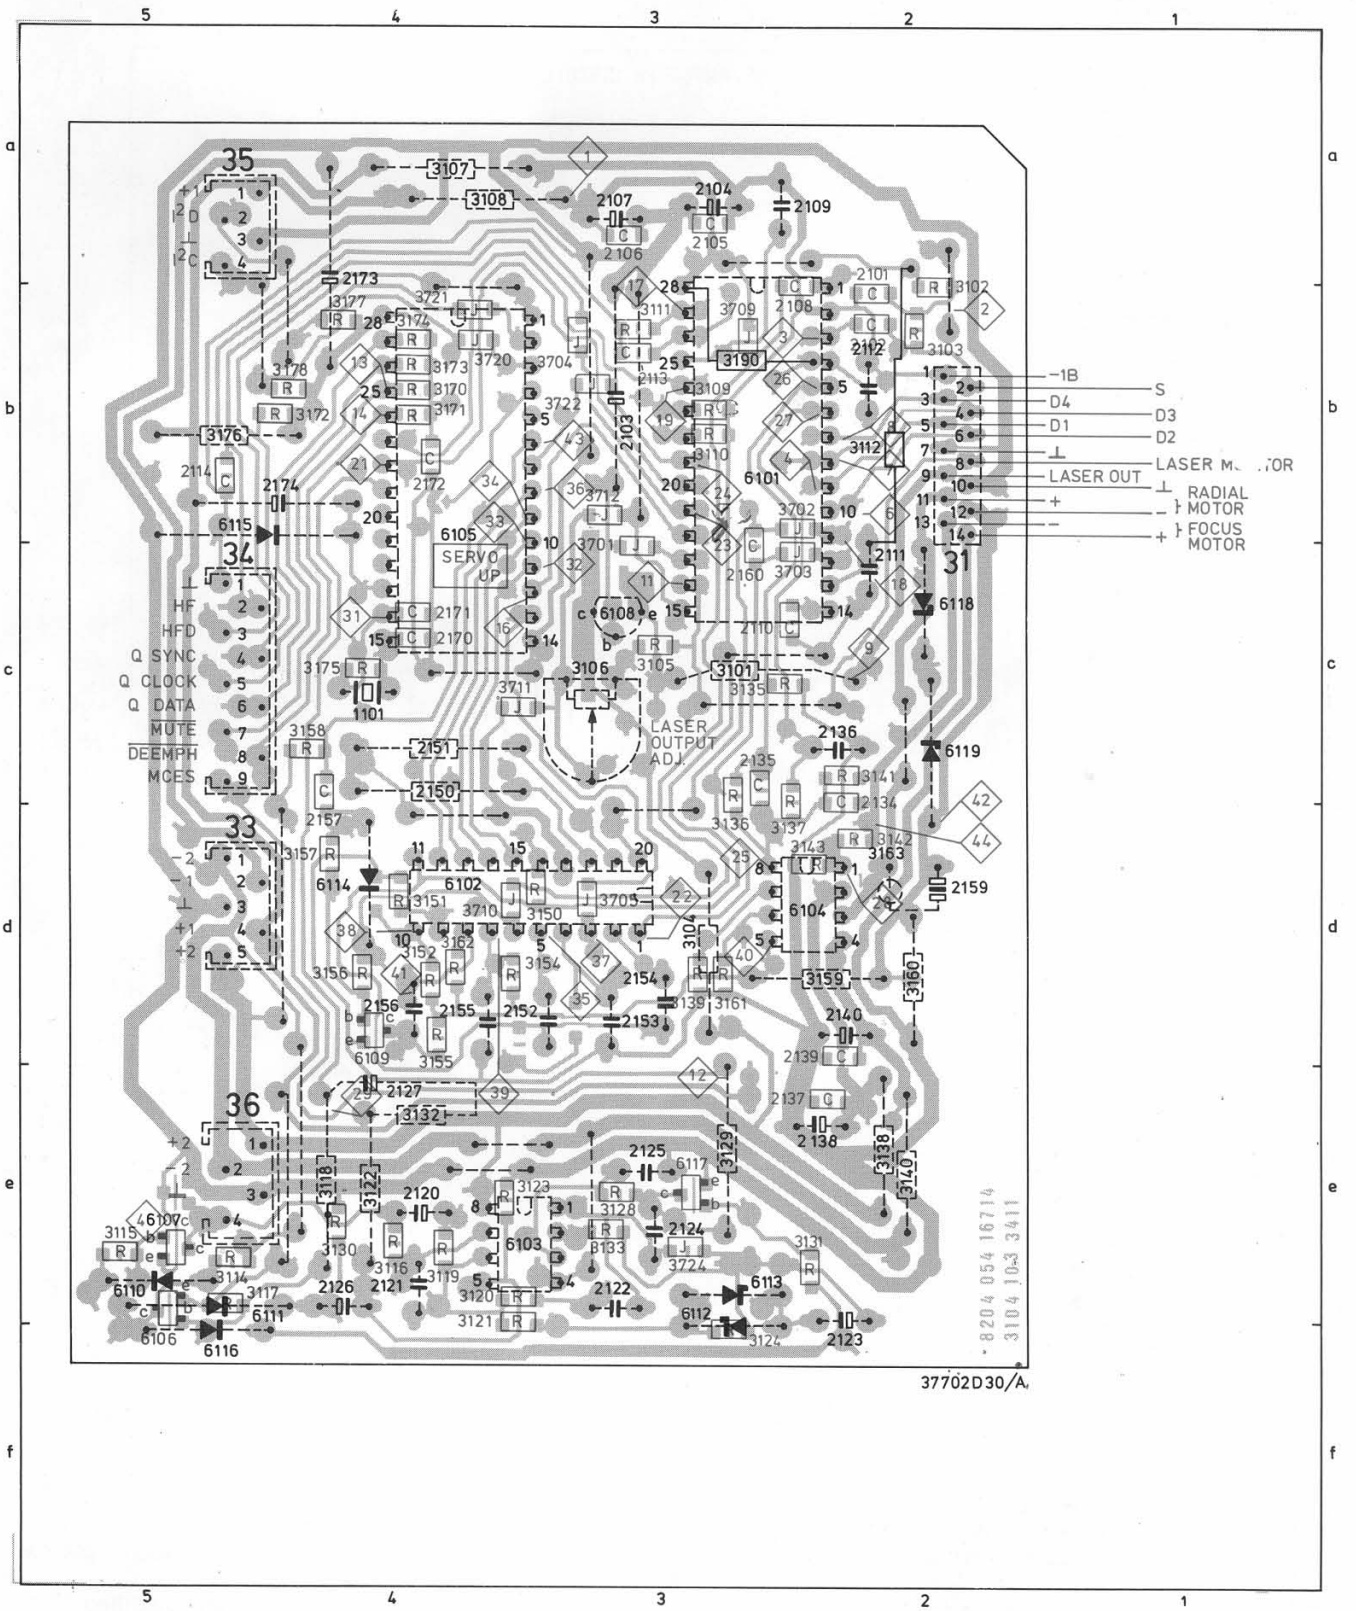 5 4 3 2 1
a a
35
3107
1
+1 1
3108
2104
2107
2109
I²D 2
C
2105
⊥ 3
C
2106
I²C 4
2101
2173
17 28 C 1 C R 3102
2108
3721
3177
J
3111 3709
2
R 28 3174 1
R R J 3 C R
2102
3103
R J J
3720 3704
C 25 3190 2112
13 R 3173
2113
3178
1 -1B
R 25 R 3170
3722
26 5 2 S
3 D4
3109
R 3172 14 R 3171 5
R C
19 27 4 D3
b b
5 D1
3176
43
2103
R
3110
3112
6 D2
7 ⊥
21 C
2172
4
6101
8
2114 C
34
36
20 24
9 LASER OUT
10 ⊥
RADIAL
MOTOR
2174
3712
J
11 +
12 -
20
33
3702
10 6
13 -
14 +
FOCUS
MOTOR
6115
6105
10
3701 J
23 C J
J
2160 3703
2111
34
SERVO
µP
32
11
18
31
⊥ 1
6118
HF 2
31 C 2171
c 6108 e
15 14
HFD 3
16
b
2110 C
15 C 2170 14
R
3105
9
Q SYNC 4
c c
3175 R
3106
3101
3135 R
Q CLOCK 5
1101
3711
J
Q DATA 6
LASER
OUTPUT
ADJ.
MUTE 7
3158
R
2151
2136
6119
DEEMPH 8
2135
R 3141
MCES 9
C
2150
R C R
C 2134
42
2157
3136 3137
33
R 3142
44
3157 R
11 15 20
25
3143
3163
-2 1
8 R 1
6114
6102
2159
-1 2
R
3151
3710 J R 3150 J 3705
22
6104
28
⊥ 3
+1 4
38
10 5 1
3104
5 4
d d
+2 5
3152 3162
3154
37
2154
40
3156 R
41 R R
R
35
R R
3139 3161
3159
3160
2156
2155
2152
2153
2140
b c
e
6109
R
3155
2139 C
12
29 2127
39
3132
2137 C
36
2138
+2 1
2125
3129
3138
3140
-2 2
6117
c e b
3118
3122
3123
R
R
3128
e e
⊥ 3
2120
8 1
4
2124
6107
3115
R
b c
e
R
3130
R
3116
R
3119
6103
R
3133
J
3724
3131
R
R
3114
6110
3117
R
2126
2121
5 4
3120 R
2122
6113
e
c b
6106
6111
3121 R
6112
R
3124
2123
6116
8204 054 16714
3104 103 3411
37702D30/A
f f
5 4 3 2 1